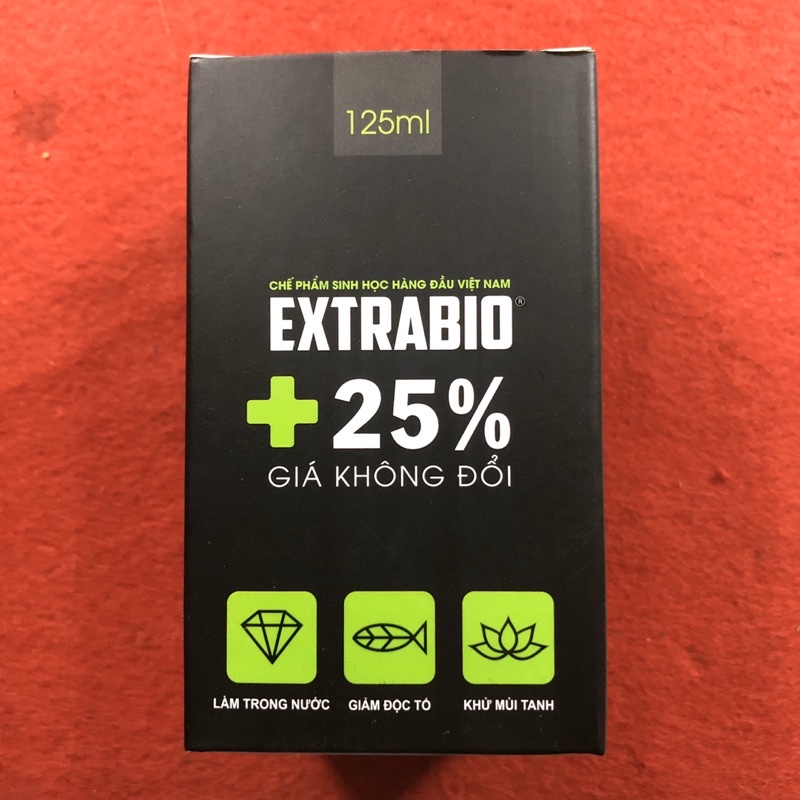 125ml
CHẾ PHẨM SINH HỌC HÀNG ĐẦU VIỆT NAM
EXTRABIO®
+25%
GIÁ KHÔNG ĐỔI
LÀM TRONG NƯỚC
GIẢM ĐỘC TỐ
KHỬ MÙI TANH